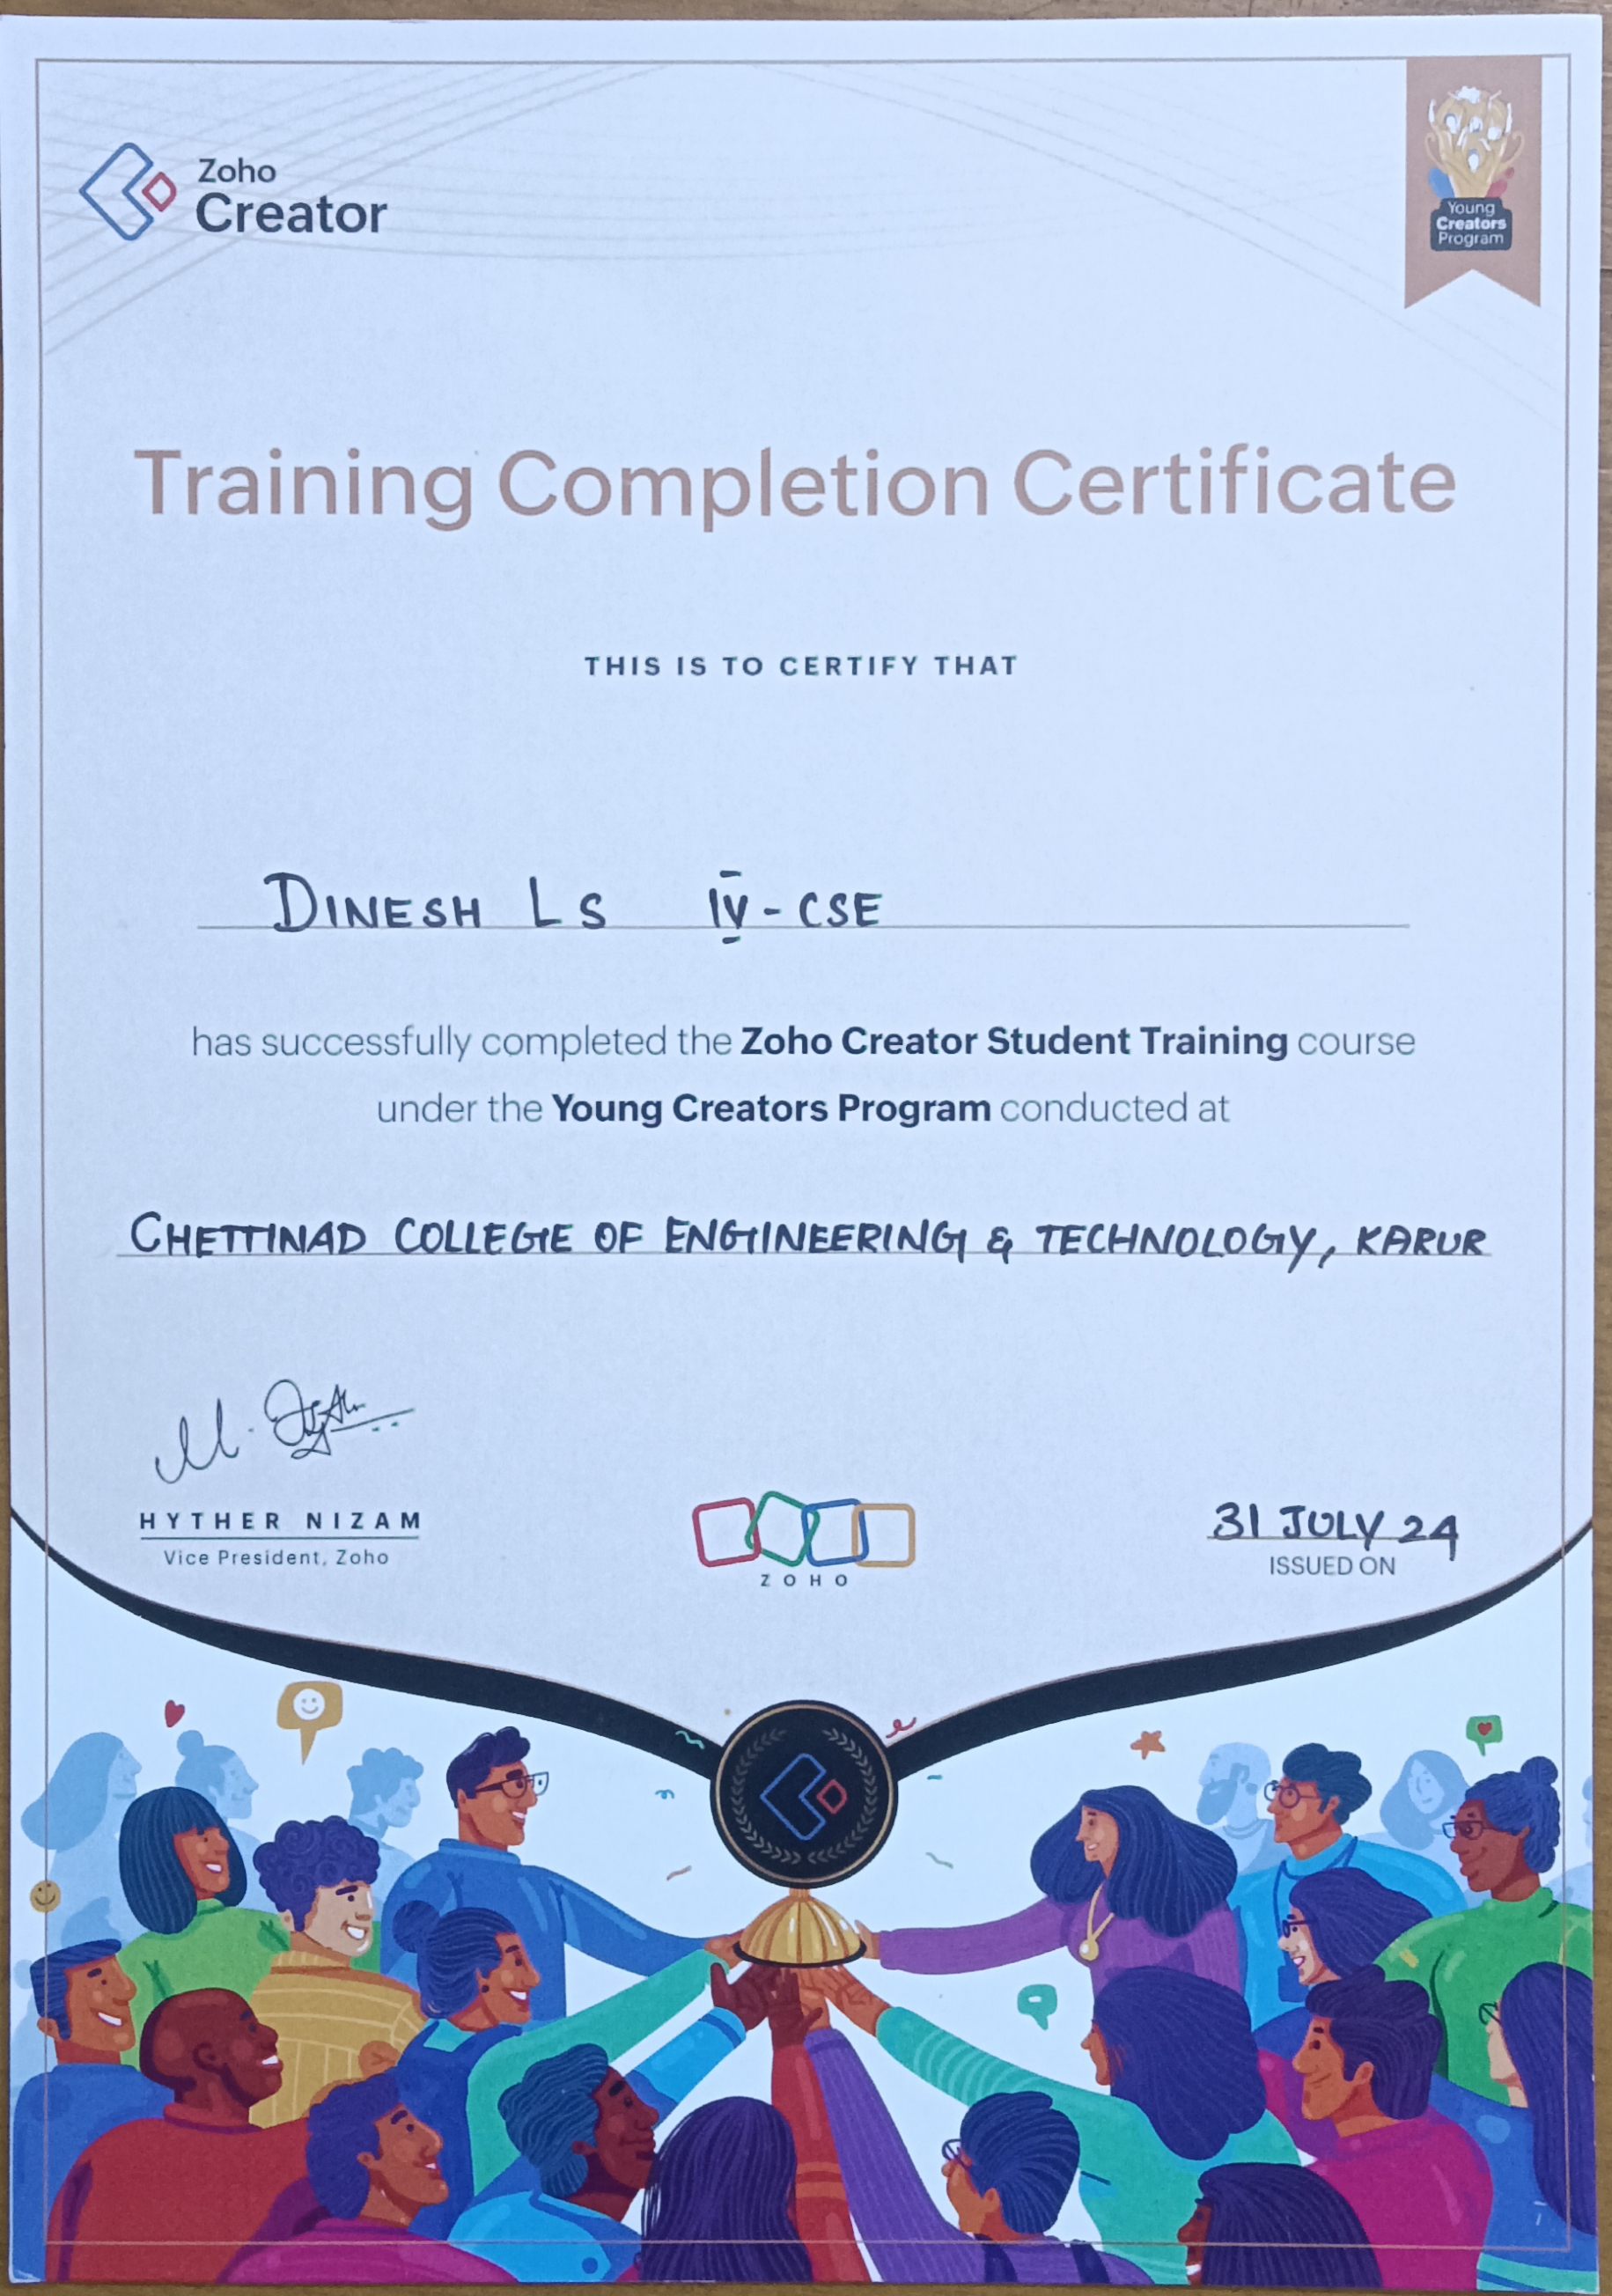 Zoho
Creator
Young
Creators
Program
Training Completion Certificate
THIS IS TO CERTIFY THAT
DINESH LS IV - CSE
has successfully completed the Zoho Creator Student Training course
under the Young Creators Program conducted at
CHETTINAD COLLEGE OF ENGINEERING & TECHNOLOGY, KARUR
HYTHER NIZAM
Vice President, Zoho
ZOHO
31 JULY 24
ISSUED ON